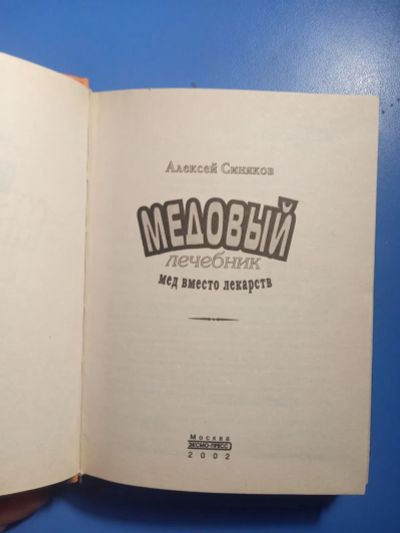 Алексей Синяков
МЕДОВЫЙ
лечебник
мед вместо лекарств
Москва
ЭКСМО-ПРЕСС
2002